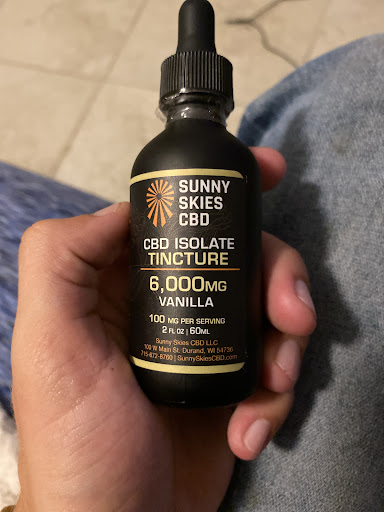 SUNNY
SKIES
CBD
CBD ISOLATE
TINCTURE
6,000MG
VANILLA
100 MG PER SERVING
2 FL OZ | 60ML
Sunny Skies CBD LLC
100 W Main St. Durand, WI 54736
715-672-8760 | SunnySkiesCBD.com